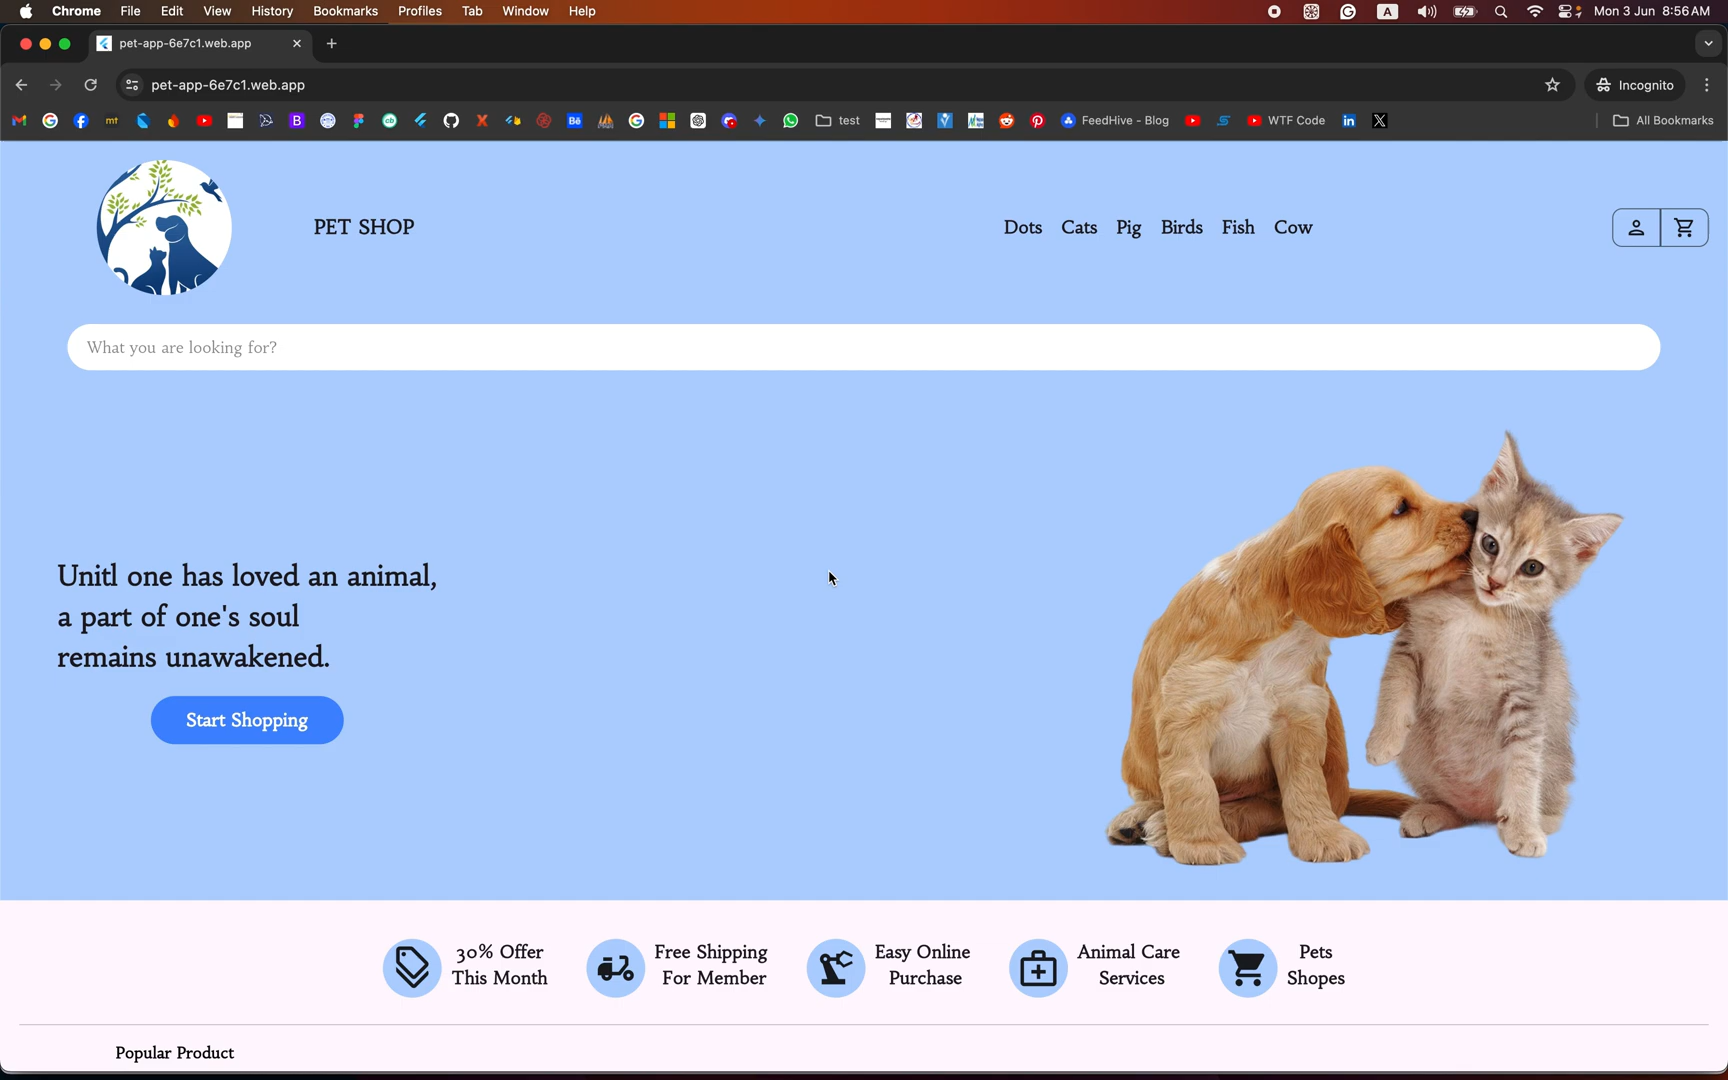 Chrome File Edit View History Bookmarks Profiles Tab Window Help A Mon 3 Jun 8:56 AM
pet-app-6e7c1.web.app
pet-app-6e7c1.web.app Incognito
mt B test FeedHive - Blog WTF Code in X All Bookmarks
PET SHOP Dots Cats Pig Birds Fish Cow
What you are looking for?
Unitl one has loved an animal,
a part of one's soul
remains unawakened.
Start Shopping
30% Offer
This Month
Free Shipping
For Member
Easy Online
Purchase
Animal Care
Services
Pets
Shopes
Popular Product